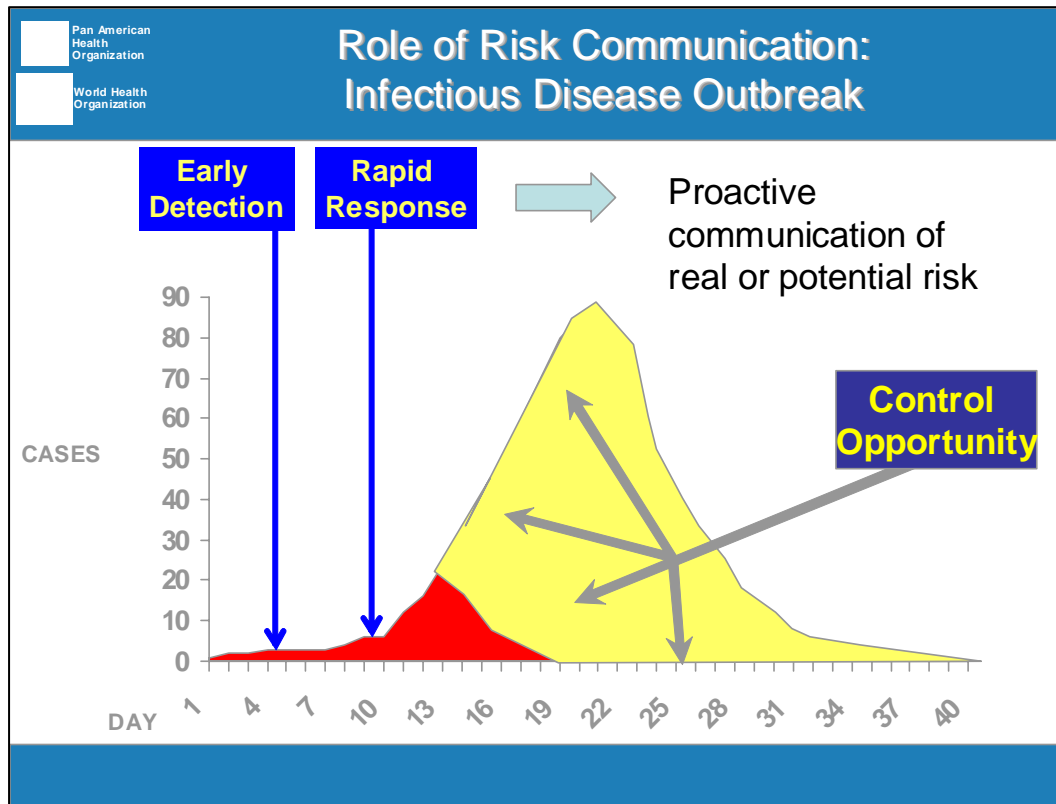 Pan American
Health
Organization
World Health
Organization
Role of Risk Communication:
Infectious Disease Outbreak
Early
Detection
Rapid
Response
Proactive
communication of
real or potential risk
Control
Opportunity
90
80
70
60
50
40
30
20
10
0
CASES
DAY
1
4
7
10
13
16
19
22
25
28
31
34
37
40